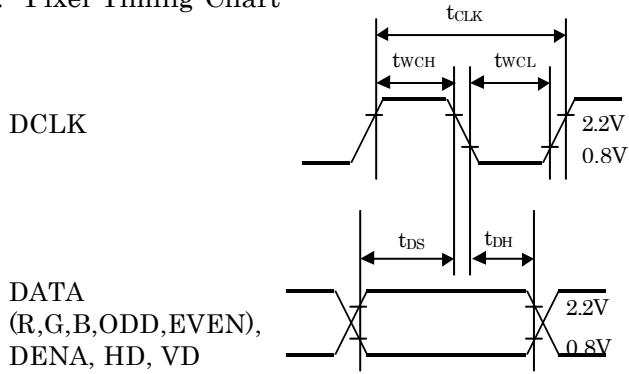 Pixel Timing Chart
tCLK
tWCH tWCL
DCLK
2.2V
0.8V
tDS tDH
DATA
(R,G,B,ODD,EVEN),
DENA, HD, VD
2.2V
0.8V